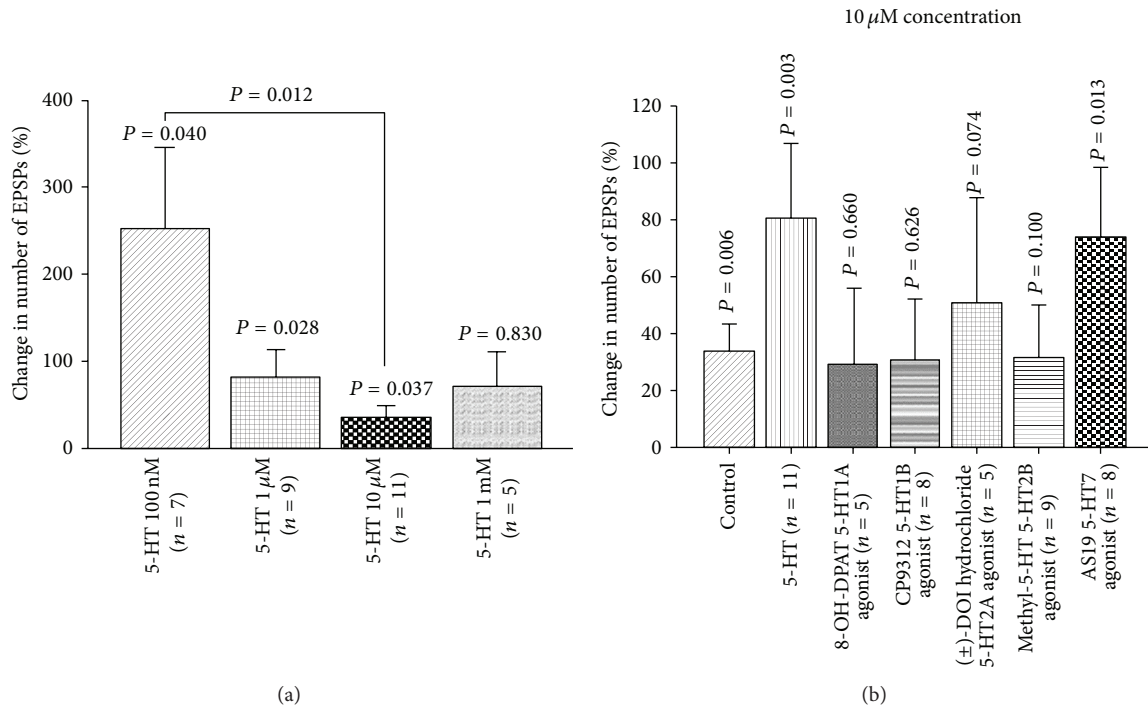 10 μM concentration
Change in number of EPSPs (%)
400
300
200
100
0
P = 0.012
P = 0.040
P = 0.028
P = 0.037
P = 0.830
5-HT 100 nM
(n = 7)
5-HT 1 μM
(n = 9)
5-HT 10 μM
(n = 11)
5-HT 1 mM
(n = 5)
(a)
Change in number of EPSPs (%)
120
100
80
60
40
20
0
P = 0.006
P = 0.003
P = 0.660
P = 0.626
P = 0.074
P = 0.100
P = 0.013
Control
5-HT (n = 11)
8-OH-DPAT 5-HT1A
agonist (n = 5)
CP9312 5-HT1B
agonist (n = 8)
(±)-DOI hydrochloride
5-HT2A agonist (n = 5)
Methyl-5-HT 5-HT2B
agonist (n = 9)
AS19 5-HT7
agonist (n = 8)
(b)